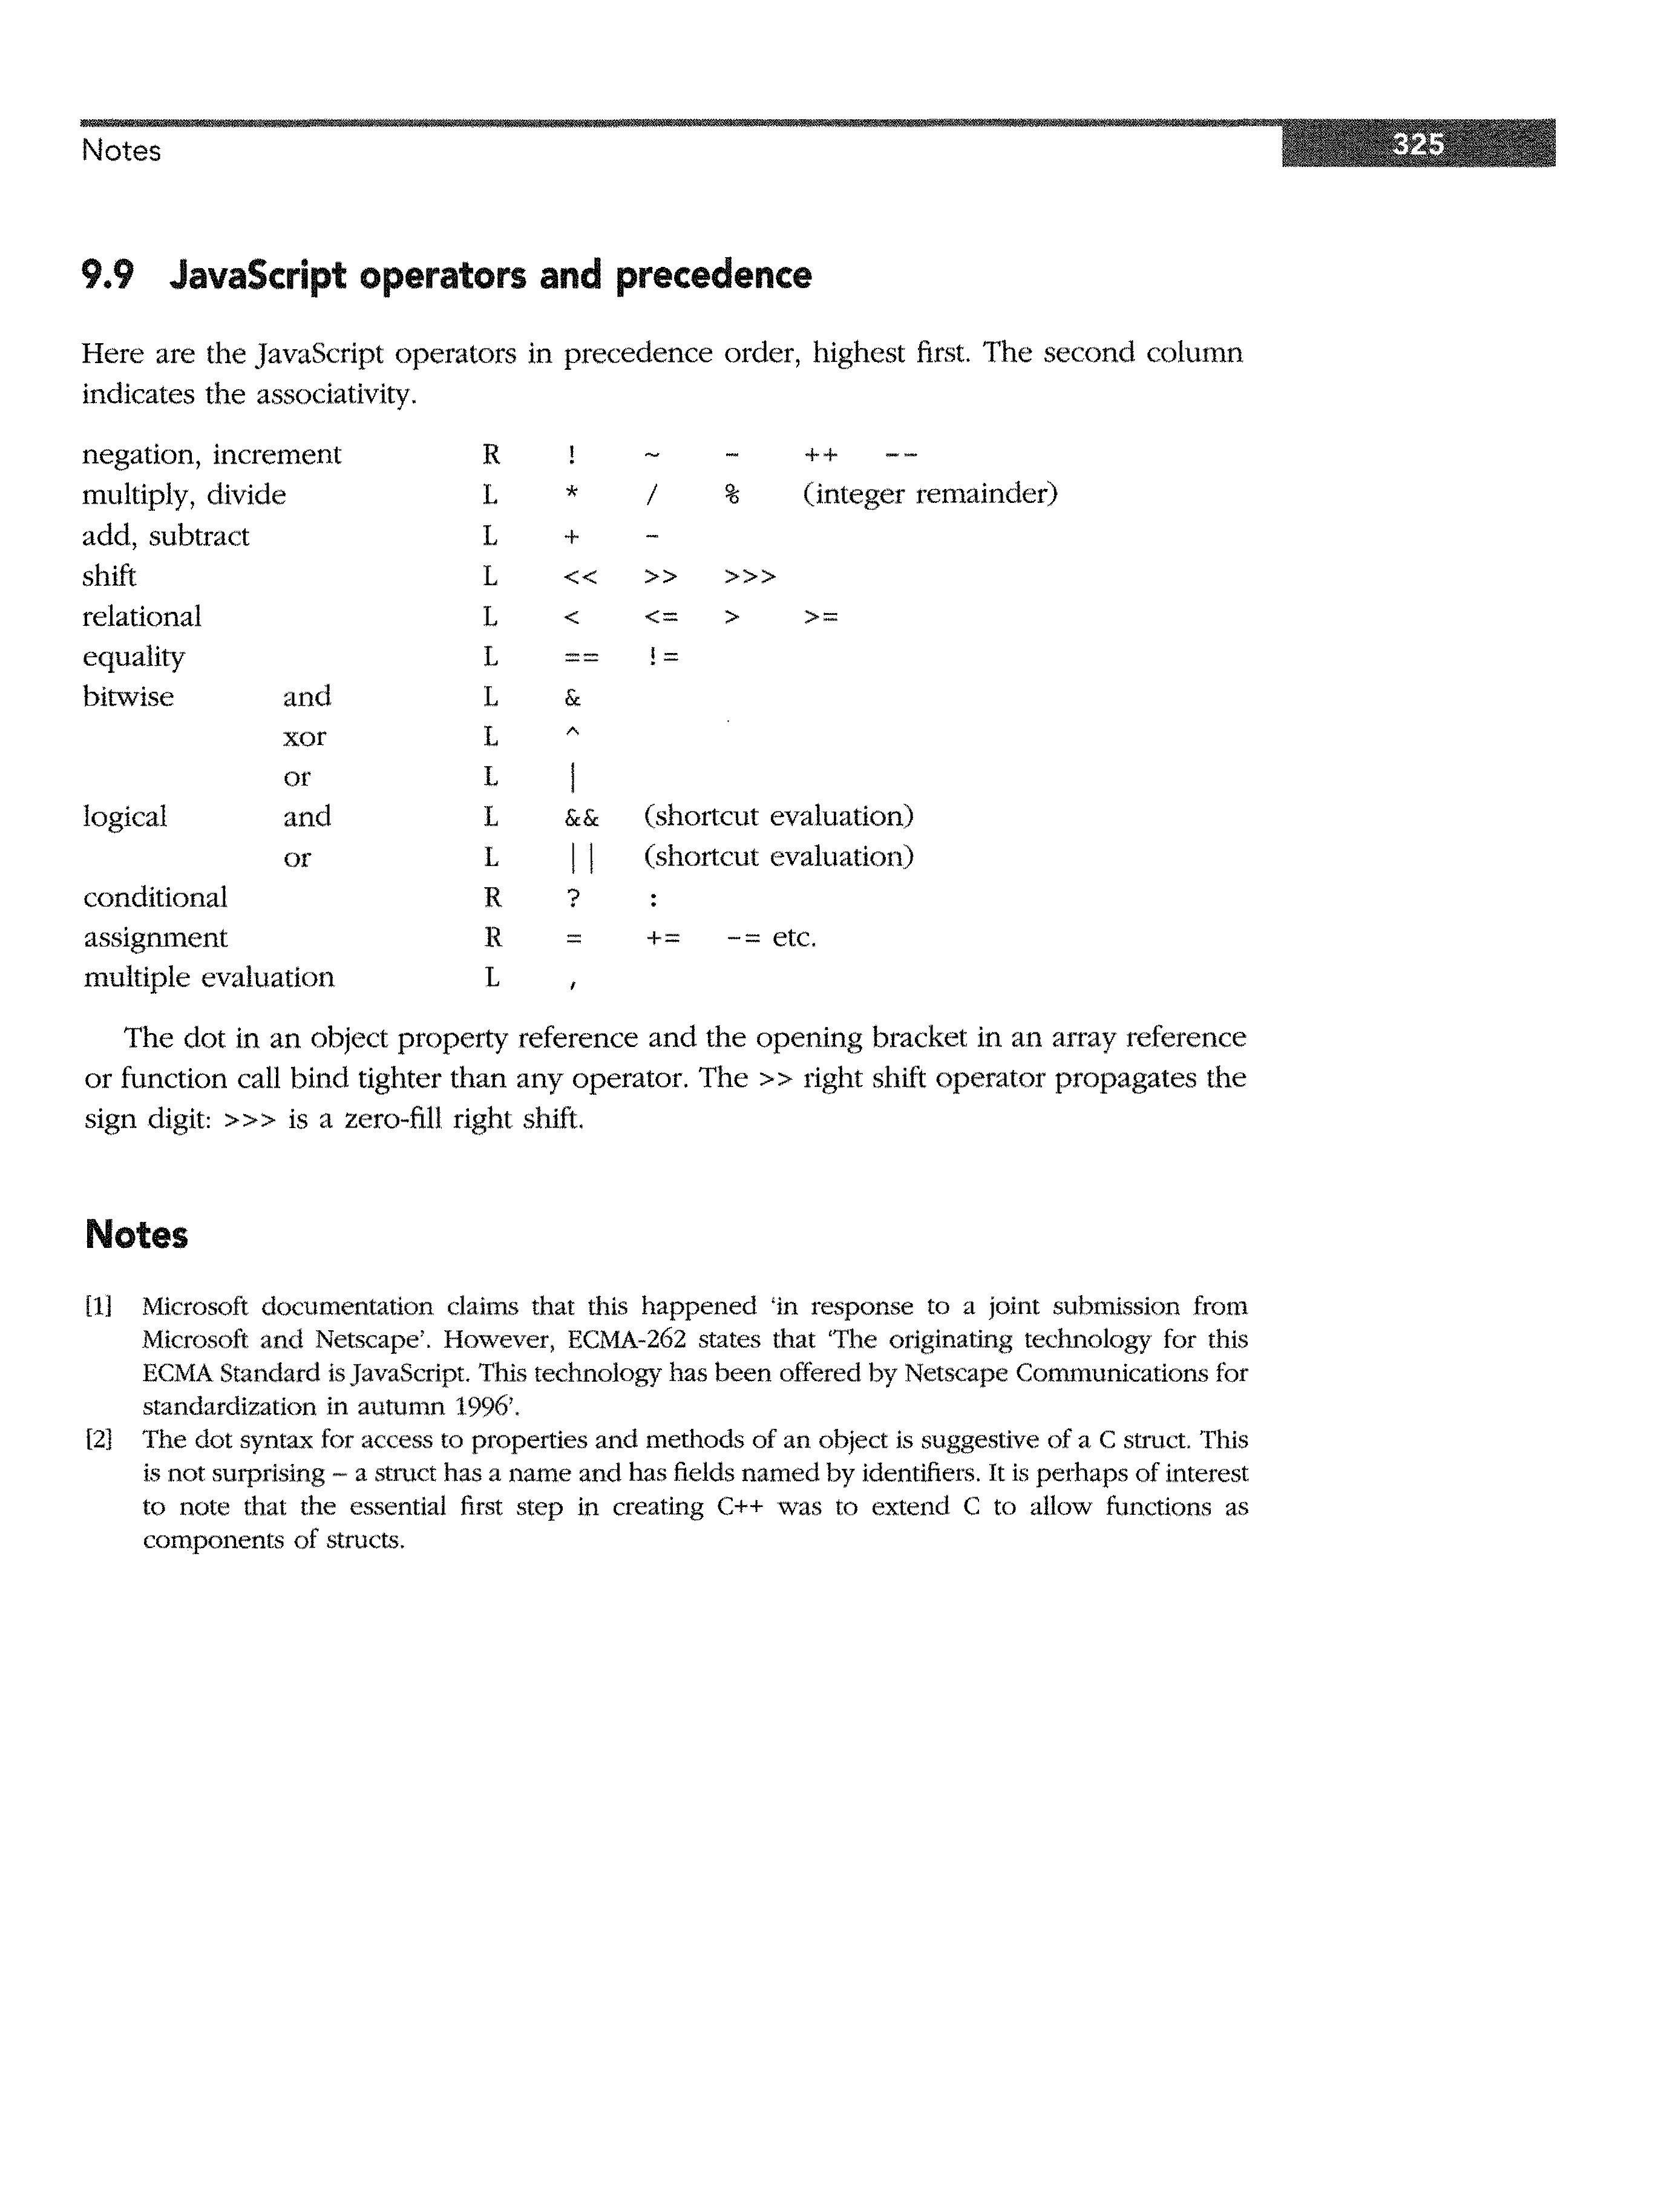 Notes 325
9.9 JavaScript operators and precedence
Here are the JavaScript operators in precedence order, highest first. The second column
indicates the associativity.
negation, increment R ! ~ - ++ --
multiply, divide L * / % (integer remainder)
add, subtract L + -
shift L << >> >>>
relational L < <= > >=
equality L == !=
bitwise and L &
xor L ^
or L |
logical and L && (shortcut evaluation)
or L || (shortcut evaluation)
conditional R ? :
assignment R = += -= etc.
multiple evaluation L ,
The dot in an object property reference and the opening bracket in an array reference
or function call bind tighter than any operator. The >> right shift operator propagates the
sign digit: >>> is a zero-fill right shift.
Notes
[1] Microsoft documentation claims that this happened ‘in response to a joint submission from
Microsoft and Netscape’. However, ECMA-262 states that ‘The originating technology for this
ECMA Standard is JavaScript. This technology has been offered by Netscape Communications for
standardization in autumn 1996’.
[2] The dot syntax for access to properties and methods of an object is suggestive of a C struct. This
is not surprising – a struct has a name and has fields named by identifiers. It is perhaps of interest
to note that the essential first step in creating C++ was to extend C to allow functions as
components of structs.